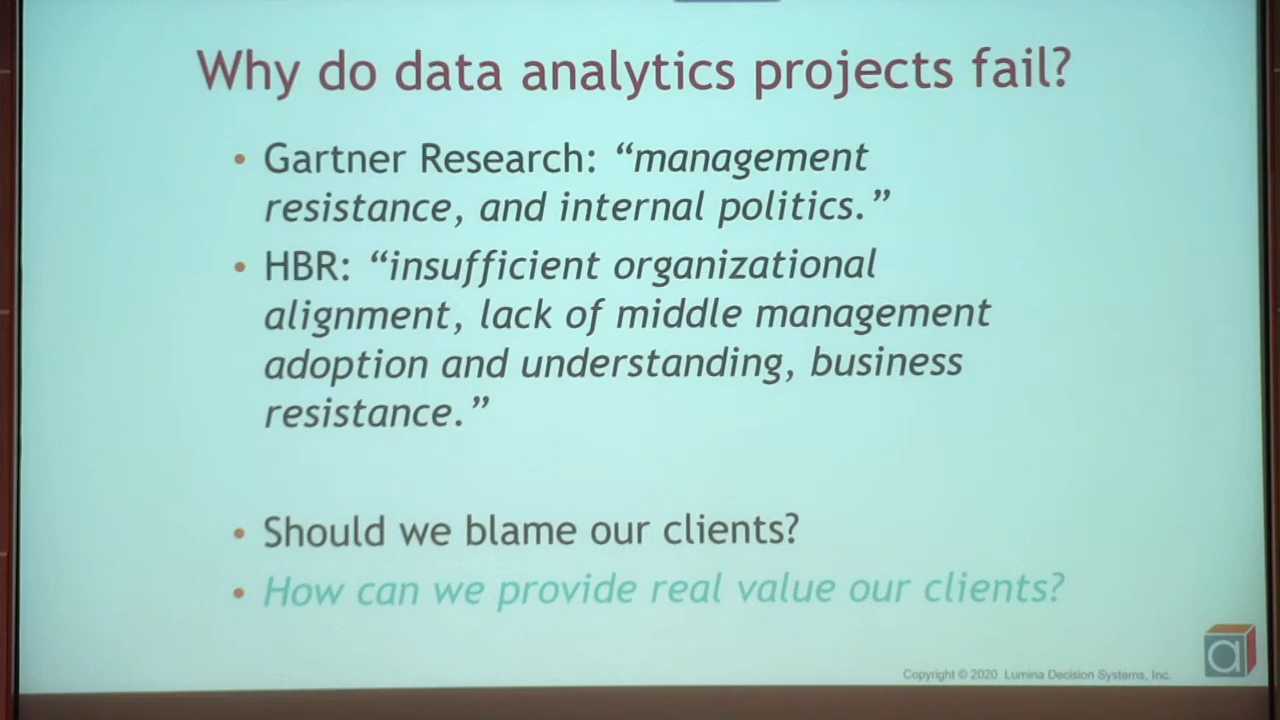 Why do data analytics projects fail?
• Gartner Research: “management
resistance, and internal politics.”
• HBR: “insufficient organizational
alignment, lack of middle management
adoption and understanding, business
resistance.”
• Should we blame our clients?
• How can we provide real value our clients?
a
Copyright © 2020 Lumina Decision Systems, Inc.